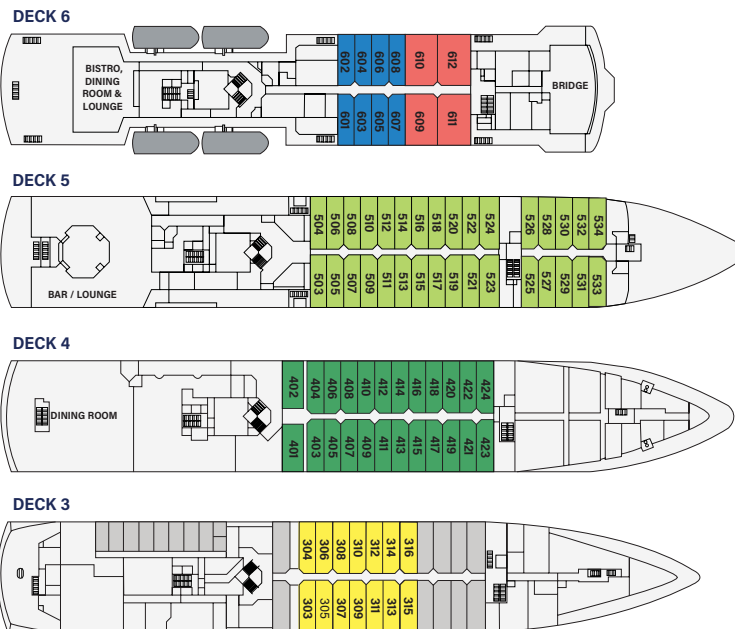 DECK 6
602 604 606 608 610 612
BISTRO,
DINING
ROOM &
LOUNGE
BRIDGE
601 603 605 607 609 611
DECK 5
504 506 508 510 512 514 516 518 520 522 524 526 528 530 532 534
503 505 507 509 511 513 515 517 519 521 523 525 527 529 531 533
BAR / LOUNGE
DECK 4
402 404 406 408 410 412 414 416 418 420 422 424
DINING ROOM
401 403 405 407 409 411 413 415 417 419 421 423
DECK 3
304 306 308 310 312 314 316
303 305 307 309 311 313 315